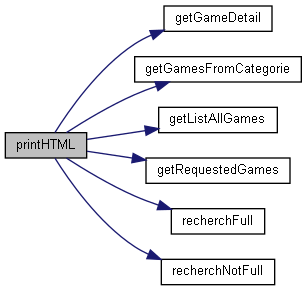 getGameDetail
getGamesFromCategorie
getListAllGames
printHTML
getRequestedGames
recherchFull
recherchNotFull